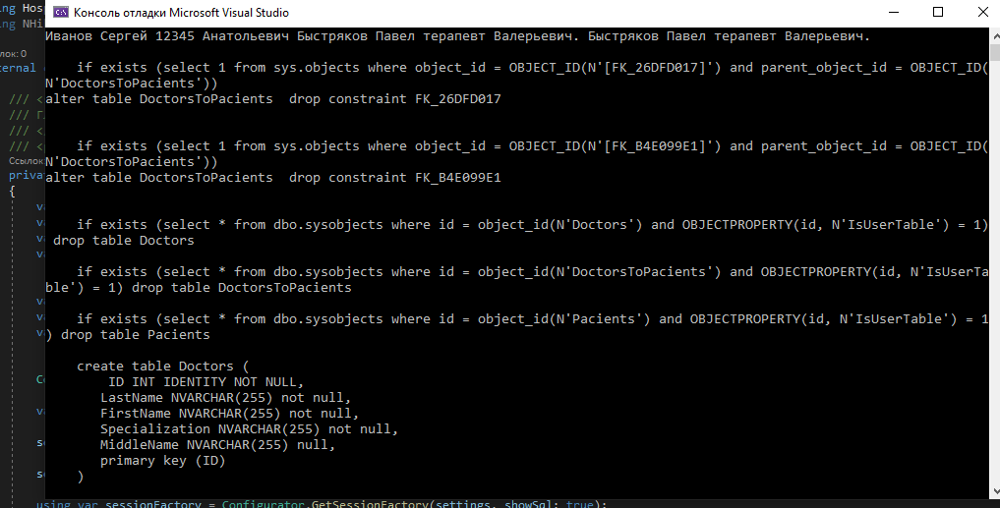 Консоль отладки Microsoft Visual Studio
Иванов Сергей 12345 Анатольевич Быстряков Павел терапевт Валерьевич. Быстряков Павел терапевт Валерьевич.
if exists (select 1 from sys.objects where object_id = OBJECT_ID(N'[FK_26DFD017]') and parent_object_id = OBJECT_ID(
N'DoctorsToPacients'))
alter table DoctorsToPacients  drop constraint FK_26DFD017
if exists (select 1 from sys.objects where object_id = OBJECT_ID(N'[FK_B4E099E1]') and parent_object_id = OBJECT_ID(
N'DoctorsToPacients'))
alter table DoctorsToPacients  drop constraint FK_B4E099E1
if exists (select * from dbo.sysobjects where id = object_id(N'Doctors') and OBJECTPROPERTY(id, N'IsUserTable') = 1)
drop table Doctors
if exists (select * from dbo.sysobjects where id = object_id(N'DoctorsToPacients') and OBJECTPROPERTY(id, N'IsUserTa
ble') = 1) drop table DoctorsToPacients
if exists (select * from dbo.sysobjects where id = object_id(N'Pacients') and OBJECTPROPERTY(id, N'IsUserTable') = 1
) drop table Pacients
create table Doctors (
ID INT IDENTITY NOT NULL,
LastName NVARCHAR(255) not null,
FirstName NVARCHAR(255) not null,
Specialization NVARCHAR(255) not null,
MiddleName NVARCHAR(255) null,
primary key (ID)
)
using var sessionFactory = Configurator.GetSessionFactory(settings, showSql: true);